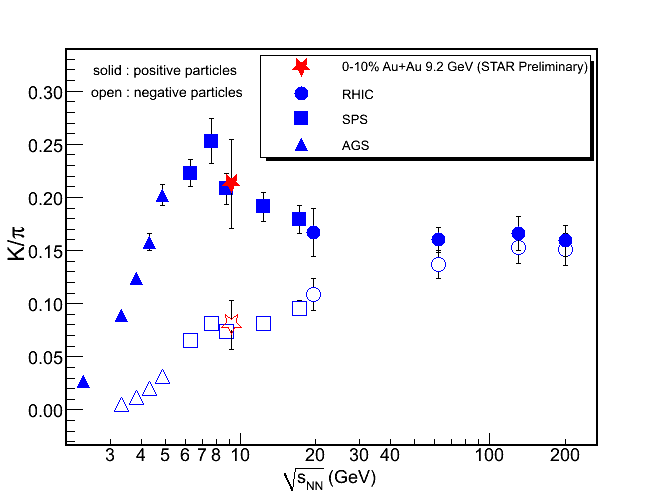 solid : positive particles
open : negative particles
0-10% Au+Au 9.2 GeV (STAR Preliminary)
RHIC
SPS
AGS
K/π
0.30
0.25
0.20
0.15
0.10
0.05
0.00
3 4 5 6 7 8 10 20 30 40 100 200
√sNN (GeV)